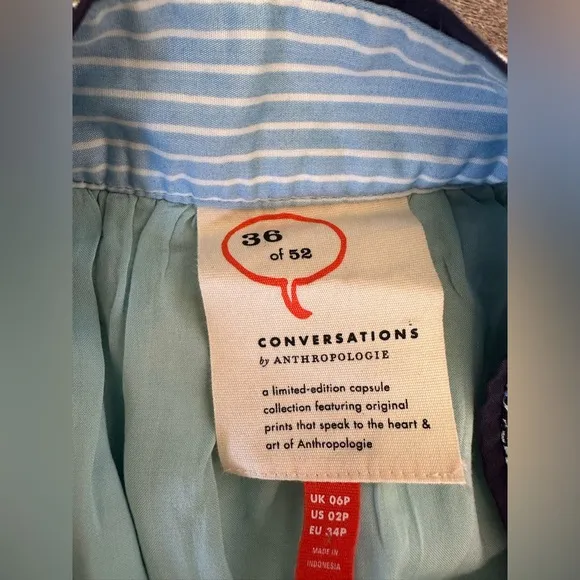 36
of 52
CONVERSATIONS
by ANTHROPOLOGIE
a limited-edition capsule
collection featuring original
prints that speak to the heart &
art of Anthropologie
UK 06P
US 02P
EU 34P
MADE IN
INDONESIA